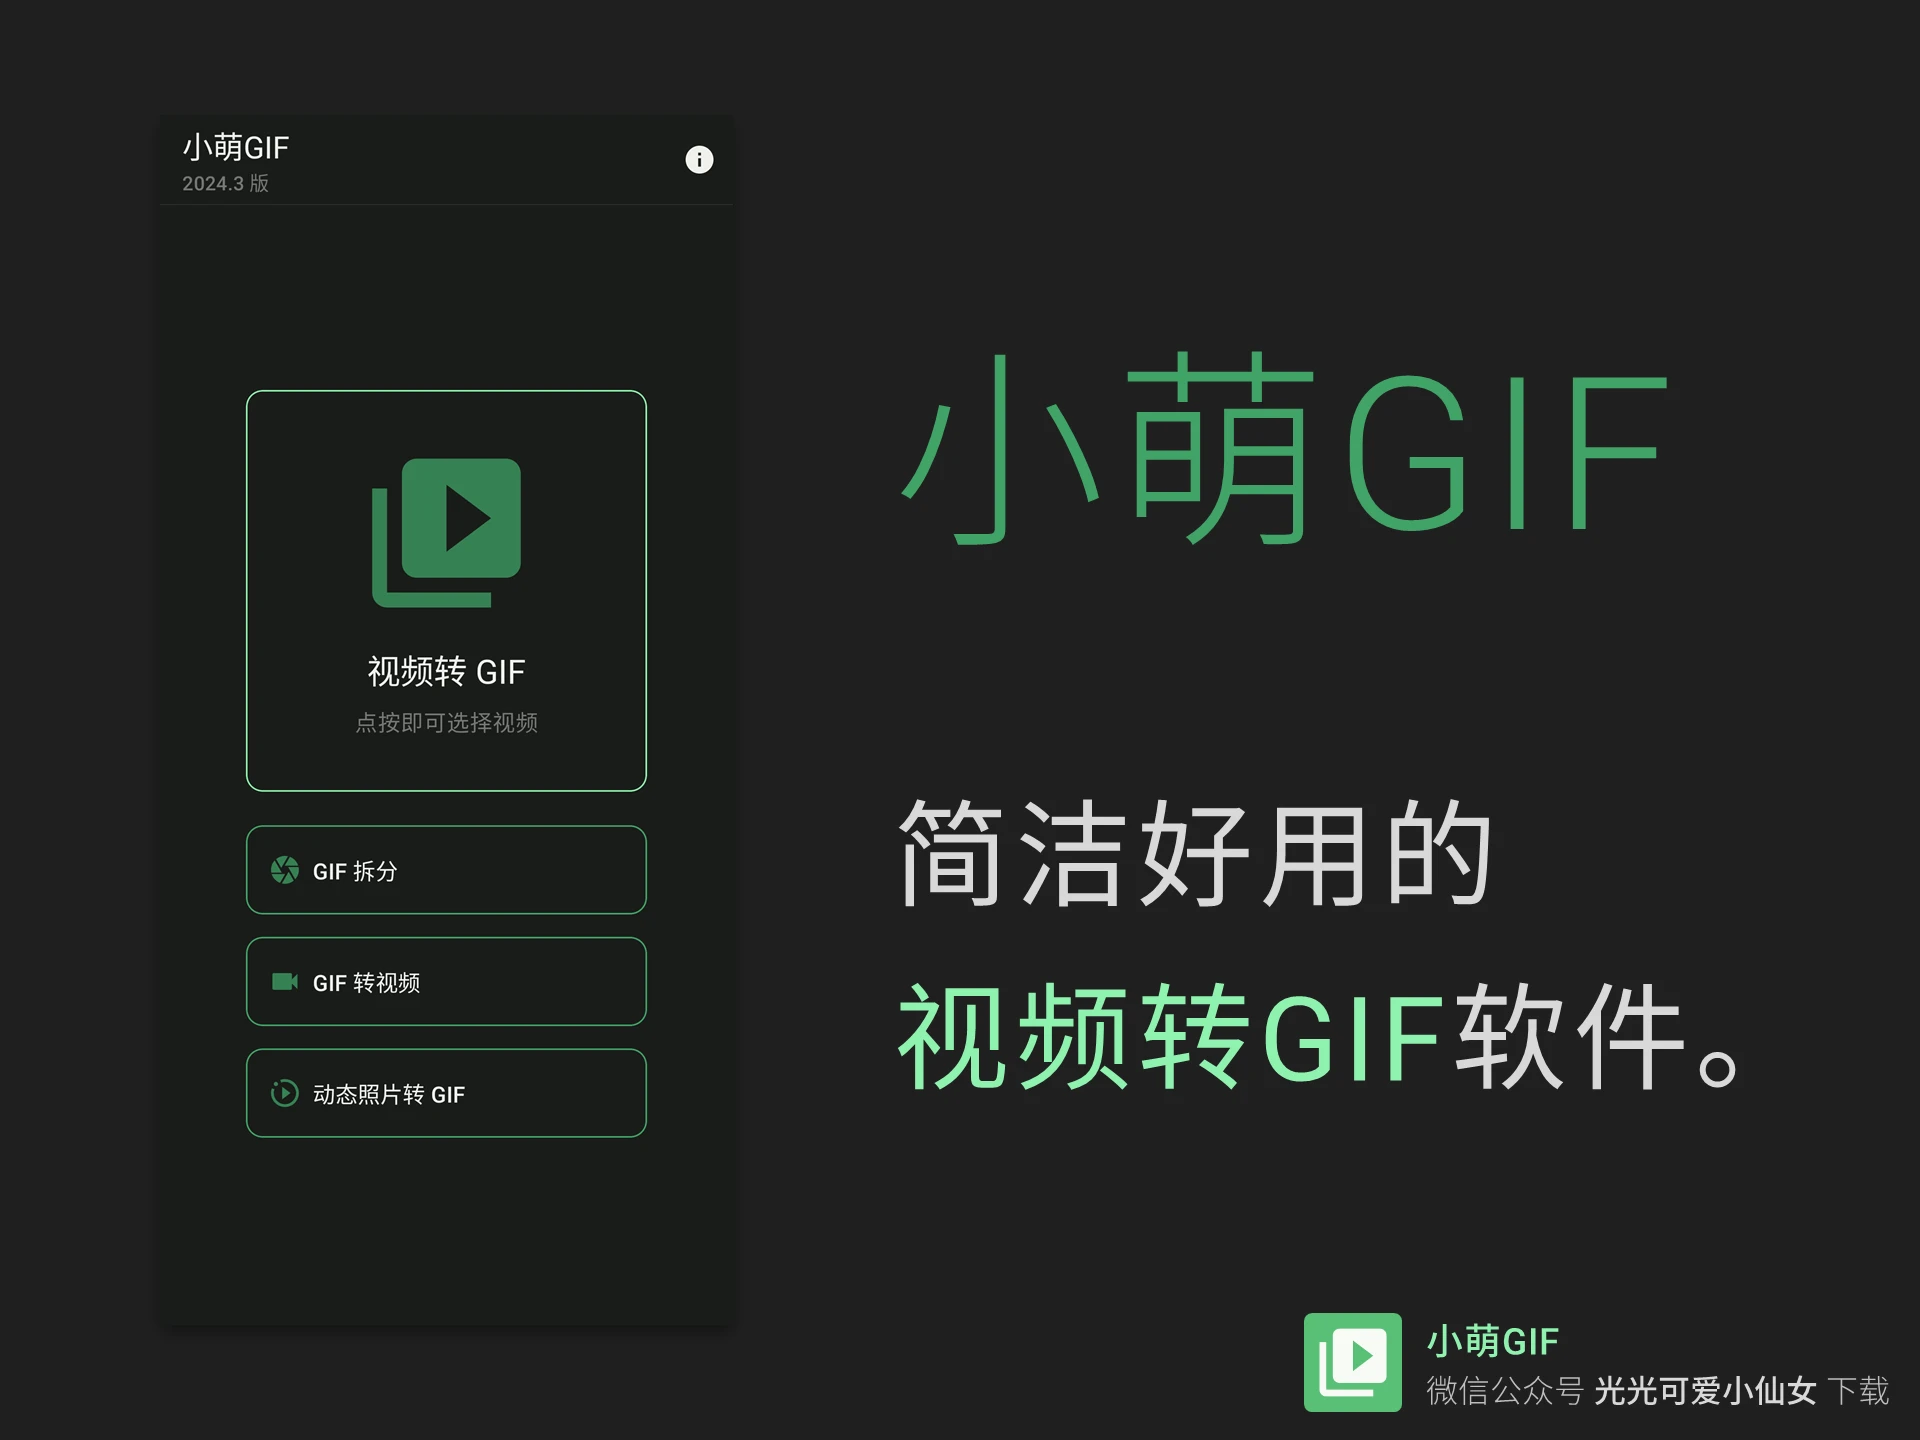 小萌GIF
2024.3 版
视频转 GIF
点按即可选择视频
GIF 拆分
GIF 转视频
动态照片转 GIF
小萌GIF
简洁好用的
视频转GIF软件。
小萌GIF
微信公众号 光光可爱小仙女 下载